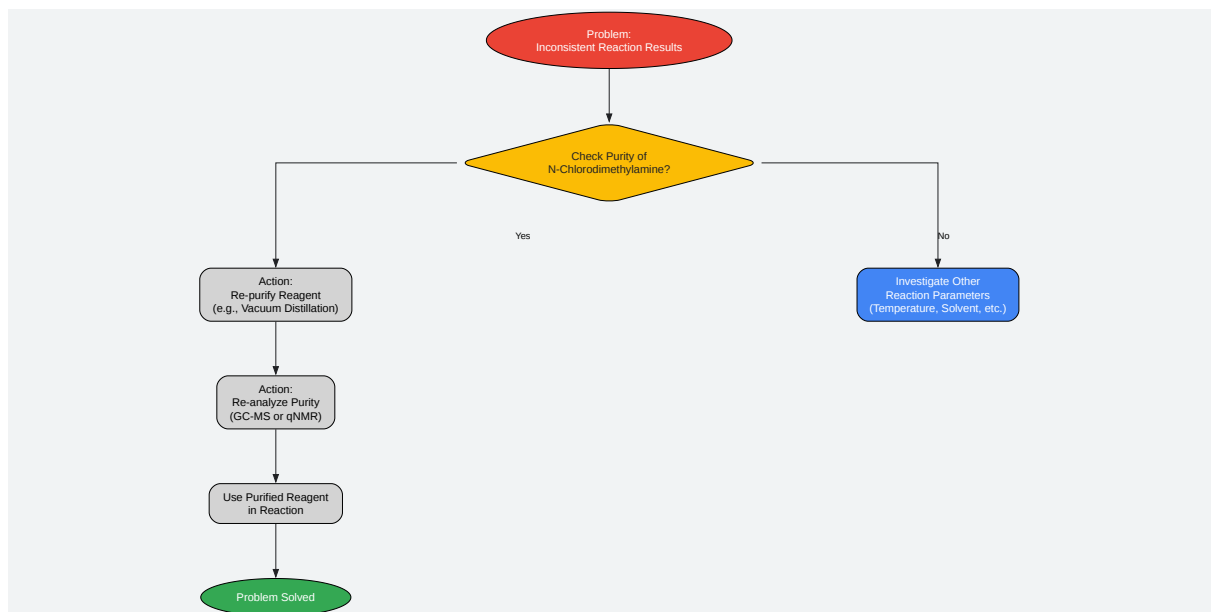 Problem:
Inconsistent Reaction Results
Check Purity of
N-Chlorodimethylamine?
Yes
No
Action:
Re-purify Reagent
(e.g., Vacuum Distillation)
Investigate Other
Reaction Parameters
(Temperature, Solvent, etc.)
Action:
Re-analyze Purity
(GC-MS or qNMR)
Use Purified Reagent
in Reaction
Problem Solved